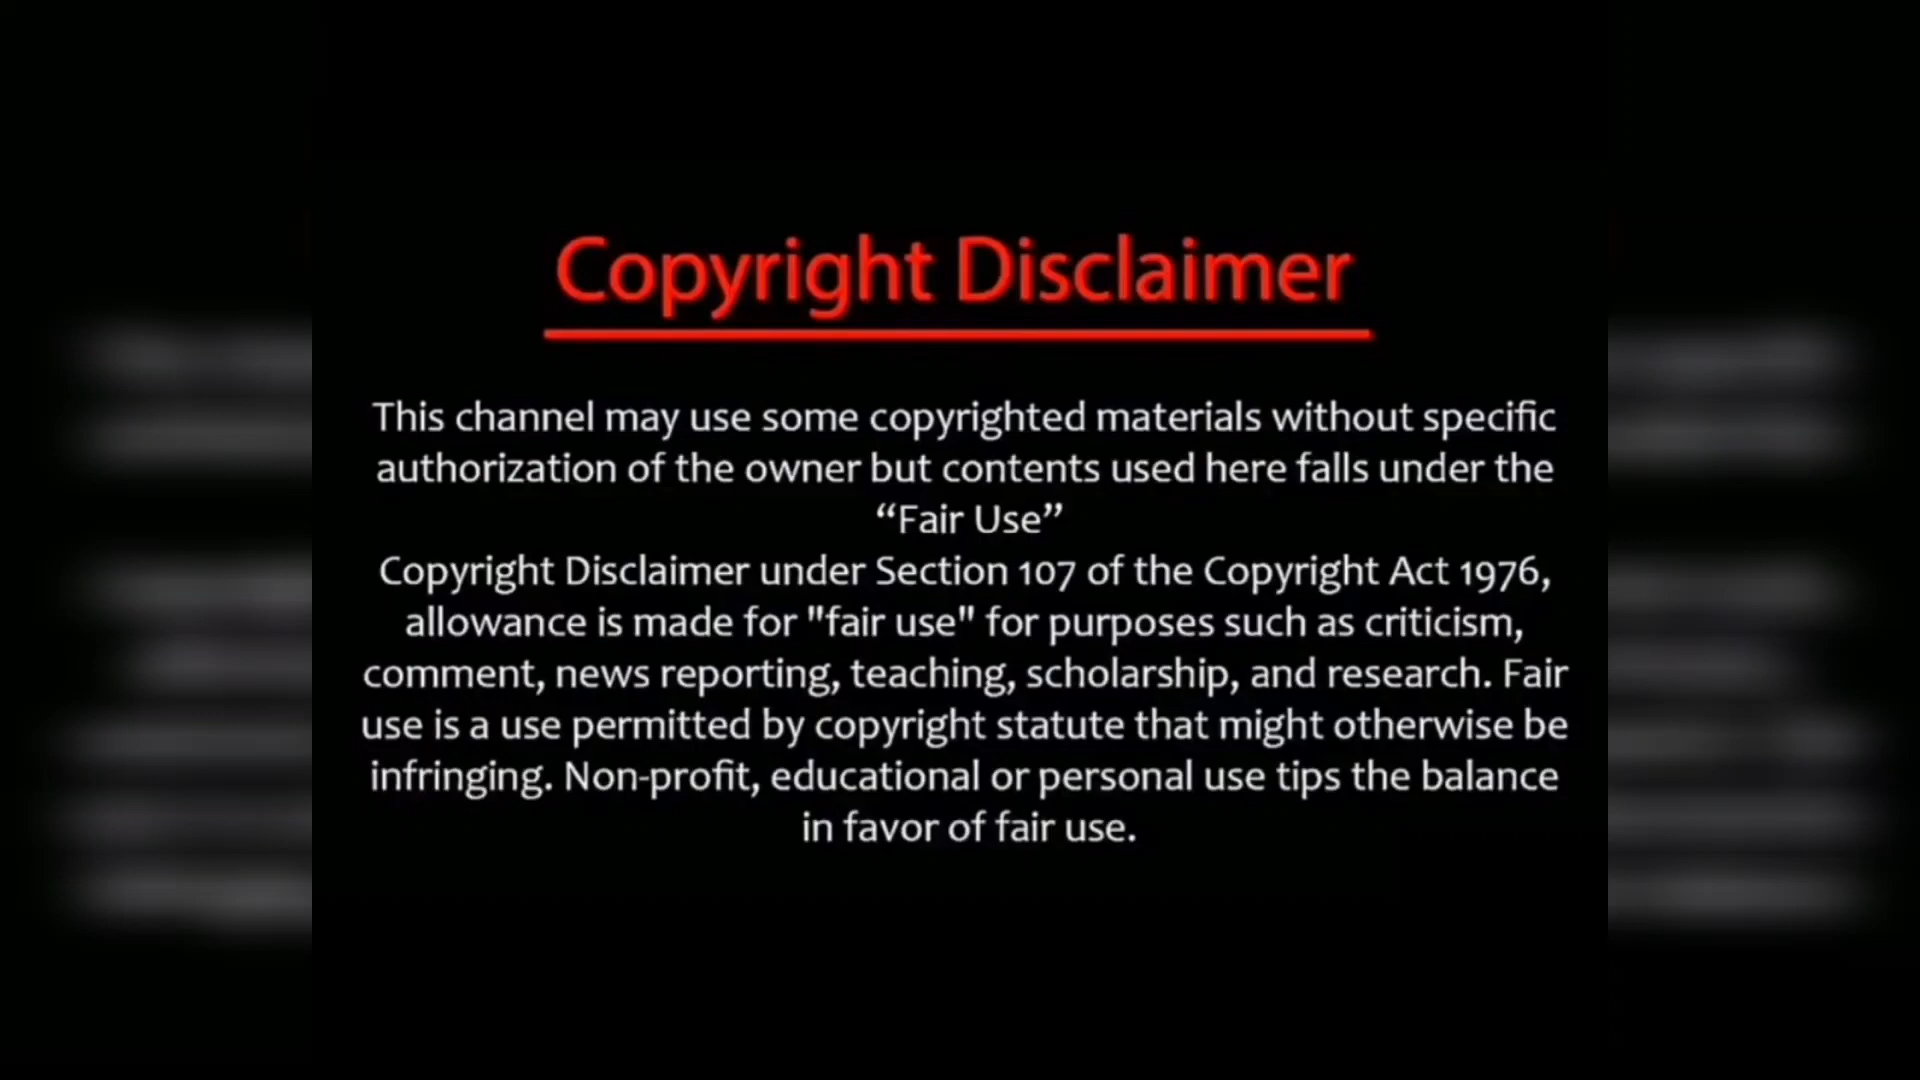 Copyright Disclaimer
This channel may use some copyrighted materials without specific
authorization of the owner but contents used here falls under the
“Fair Use”
Copyright Disclaimer under Section 107 of the Copyright Act 1976,
allowance is made for "fair use" for purposes such as criticism,
comment, news reporting, teaching, scholarship, and research. Fair
use is a use permitted by copyright statute that might otherwise be
infringing. Non-profit, educational or personal use tips the balance
in favor of fair use.